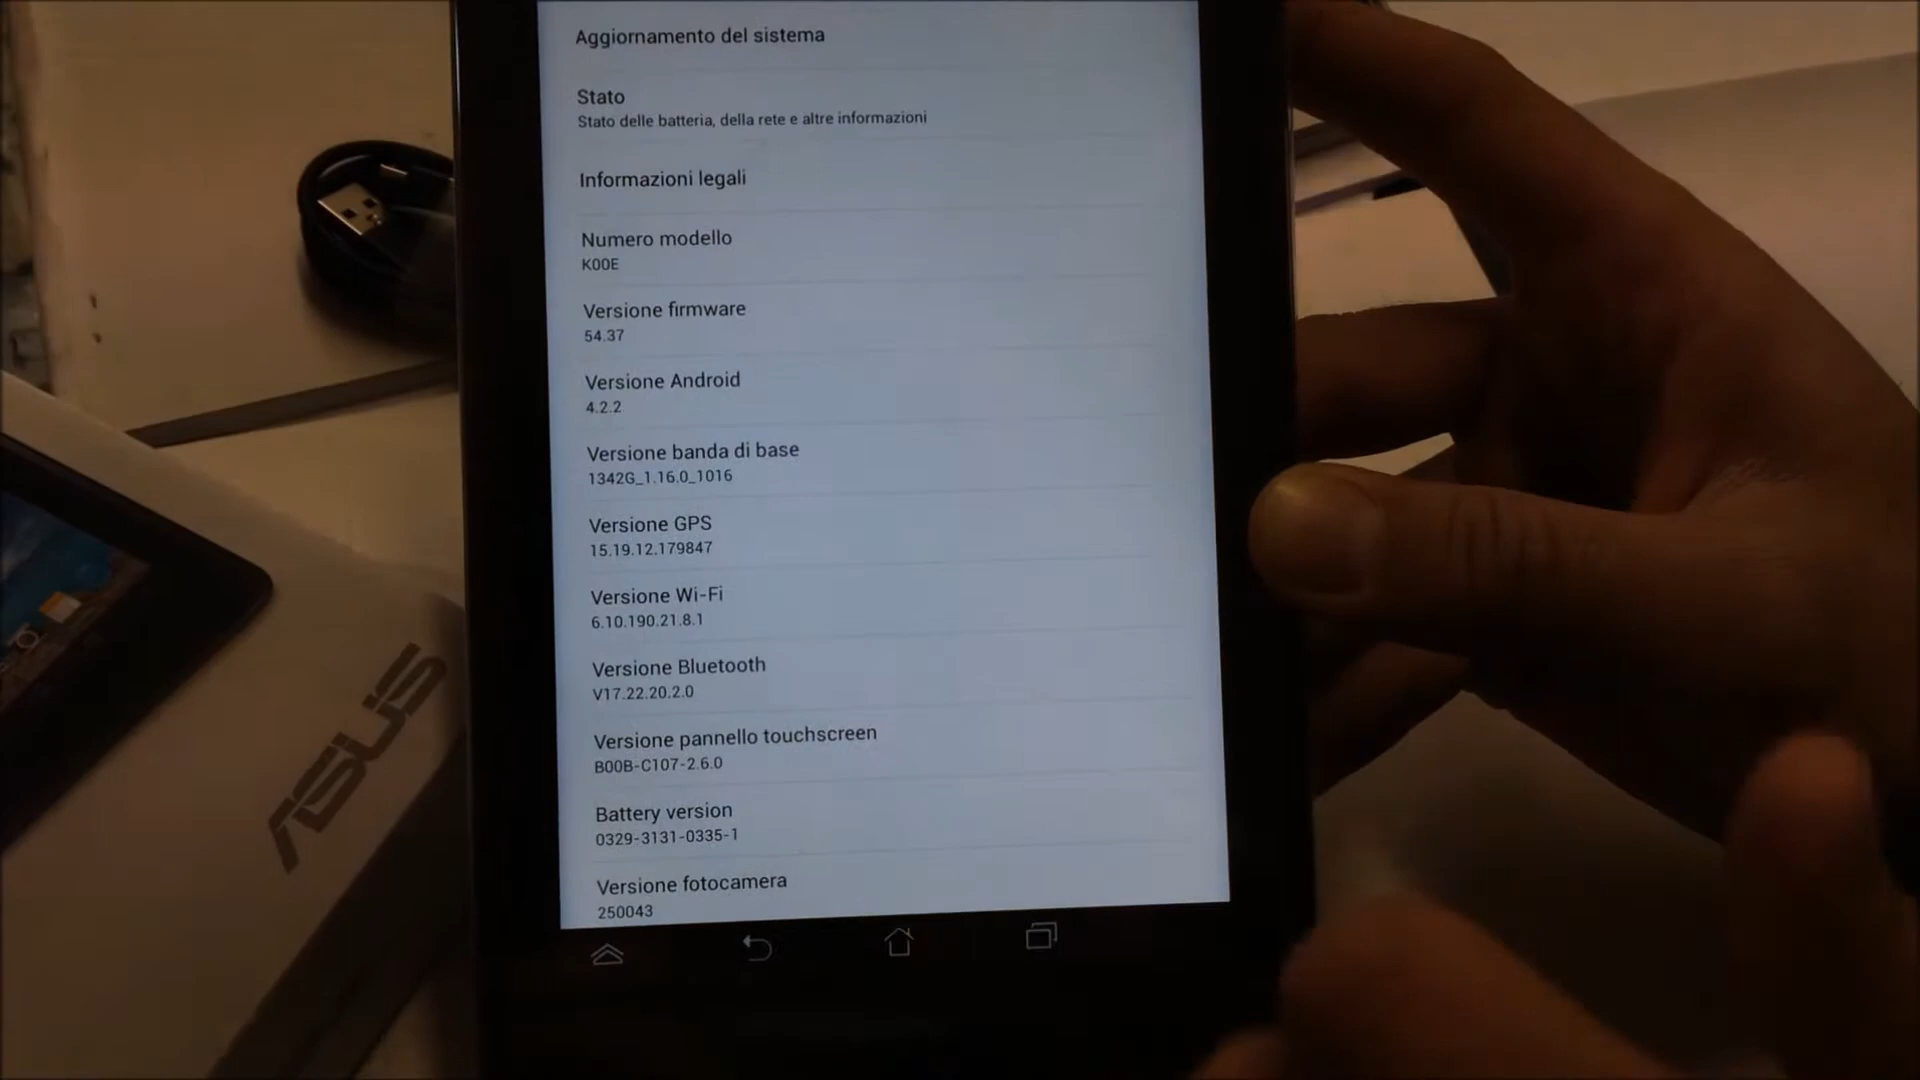 Aggiornamento del sistema
Stato
Stato delle batteria, della rete e altre informazioni
Informazioni legali
Numero modello
K00E
Versione firmware
54.37
Versione Android
4.2.2
Versione banda di base
1342G_1.16.0_1016
Versione GPS
15.19.12.179847
Versione Wi-Fi
6.10.190.21.8.1
Versione Bluetooth
V17.22.20.2.0
Versione pannello touchscreen
B00B-C107-2.6.0
Battery version
0329-3131-0335-1
Versione fotocamera
250043
ASUS